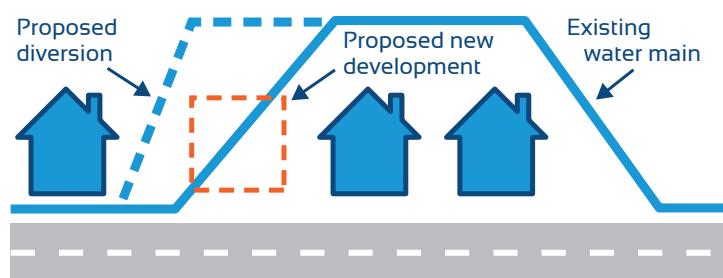 Proposed
diversion
Proposed new
development
Existing
water main